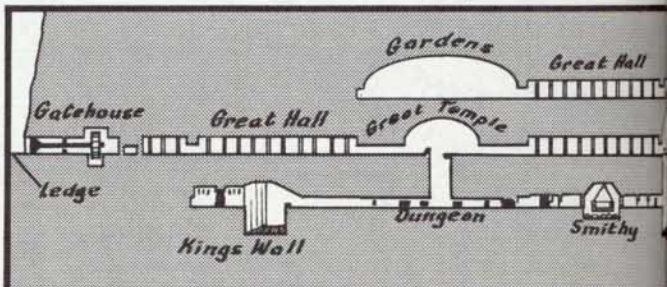 Gardens
Great Hall
Gatehouse
Great Hall
Great Temple
Ledge
Dungeon
Kings Wall
Smithy